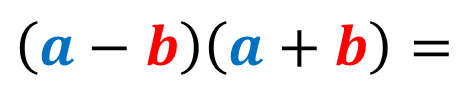 (a − b)(a + b) =